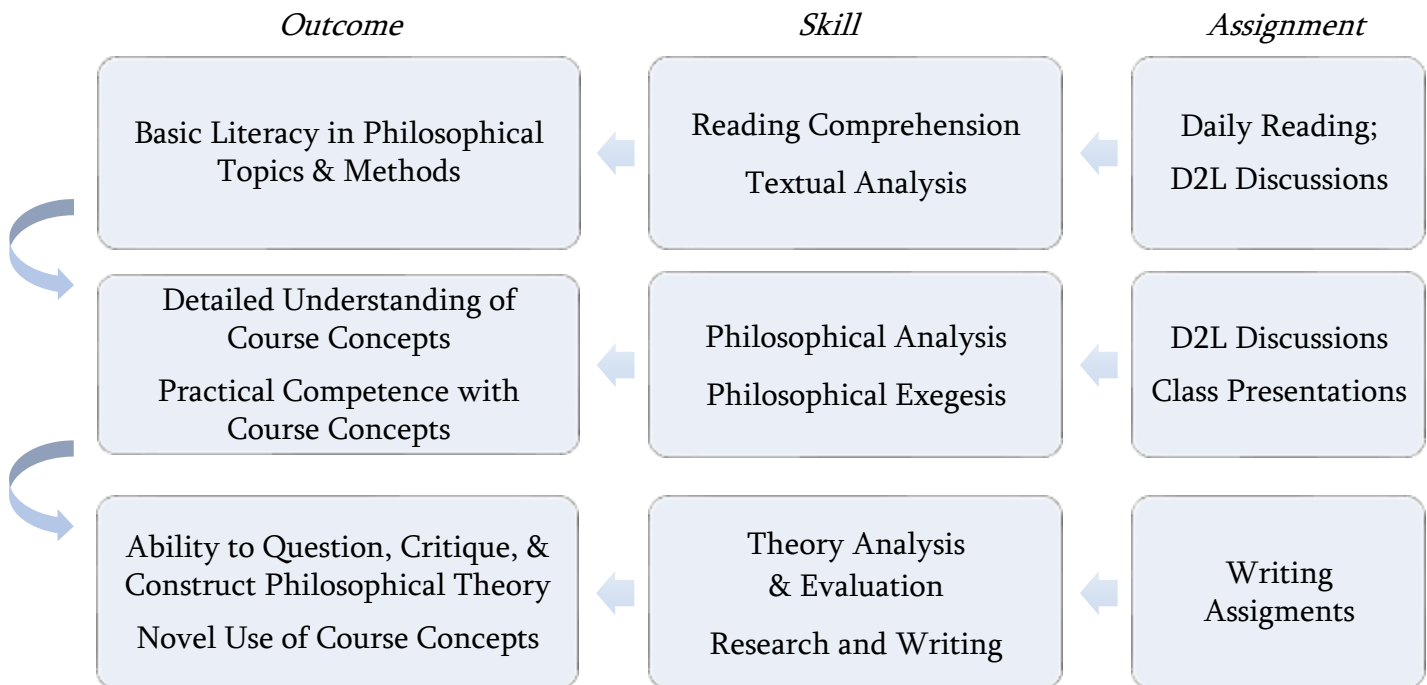 Outcome
Skill
Assignment
Basic Literacy in Philosophical
Topics & Methods
Reading Comprehension
Textual Analysis
Daily Reading;
D2L Discussions
Detailed Understanding of
Course Concepts
Practical Competence with
Course Concepts
Philosophical Analysis
Philosophical Exegesis
D2L Discussions
Class Presentations
Ability to Question, Critique, &
Construct Philosophical Theory
Novel Use of Course Concepts
Theory Analysis
& Evaluation
Research and Writing
Writing
Assigments